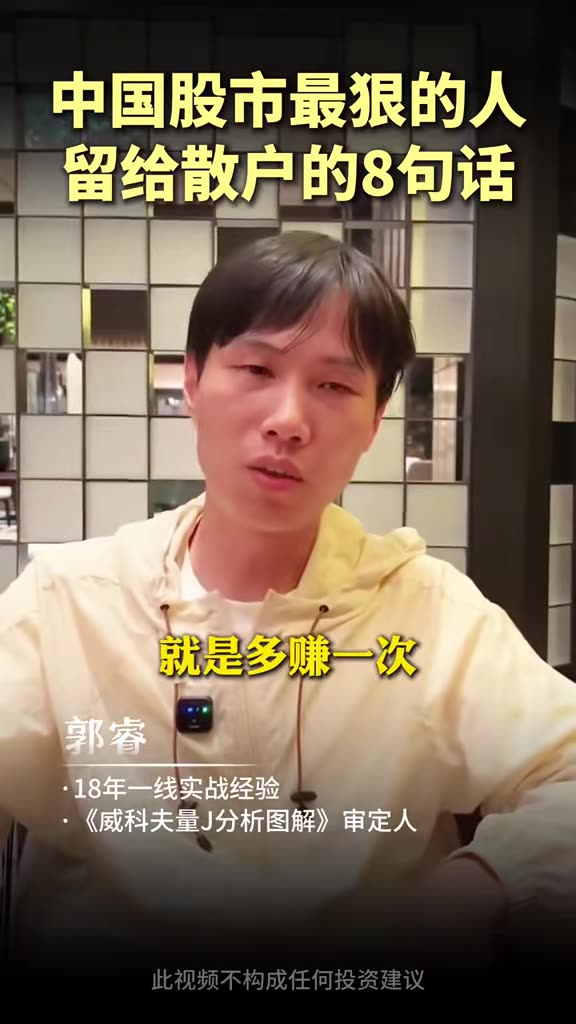 中国股市最狠的人
留给散户的8句话
就是多赚一次
郭睿
·18年一线实战经验
·《威科夫量J分析图解》审定人
此视频不构成任何投资建议